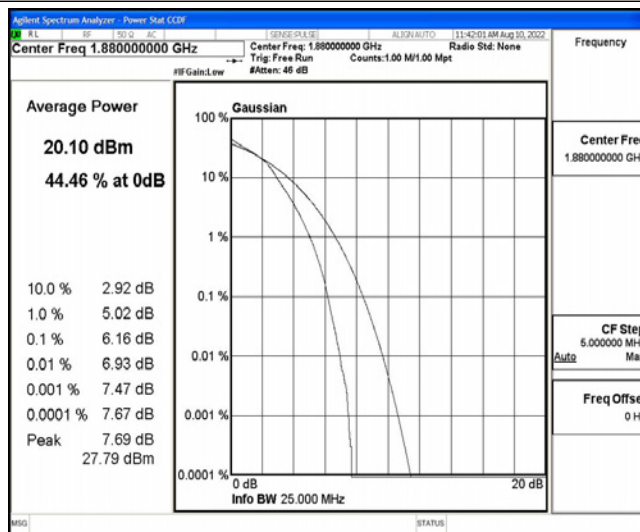 Agilent Spectrum Analyzer - Power Stat CCDF
RL RF 50 Ω AC SENSE:PULSE ALIGN AUTO 11:42:01 AM Aug 10, 2022
Center Freq 1.880000000 GHz
Center Freq: 1.880000000 GHz Radio Std: None
Trig: Free Run Counts:1.00 M/1.00 Mpt
#IFGain:Low #Atten: 46 dB
Frequency
Average Power
20.10 dBm
44.46 % at 0dB
10.0 % 2.92 dB
1.0 % 5.02 dB
0.1 % 6.16 dB
0.01 % 6.93 dB
0.001 % 7.47 dB
0.0001 % 7.67 dB
Peak 7.69 dB
27.79 dBm
Gaussian
100 %
10 %
1 %
0.1 %
0.01 %
0.001 %
0.0001 %
0 dB 20 dB
Info BW 25.000 MHz
Center Fre
1.880000000 GH
CF Step
5.000000 MH
Auto Ma
Freq Offse
0 H
MSG STATUS